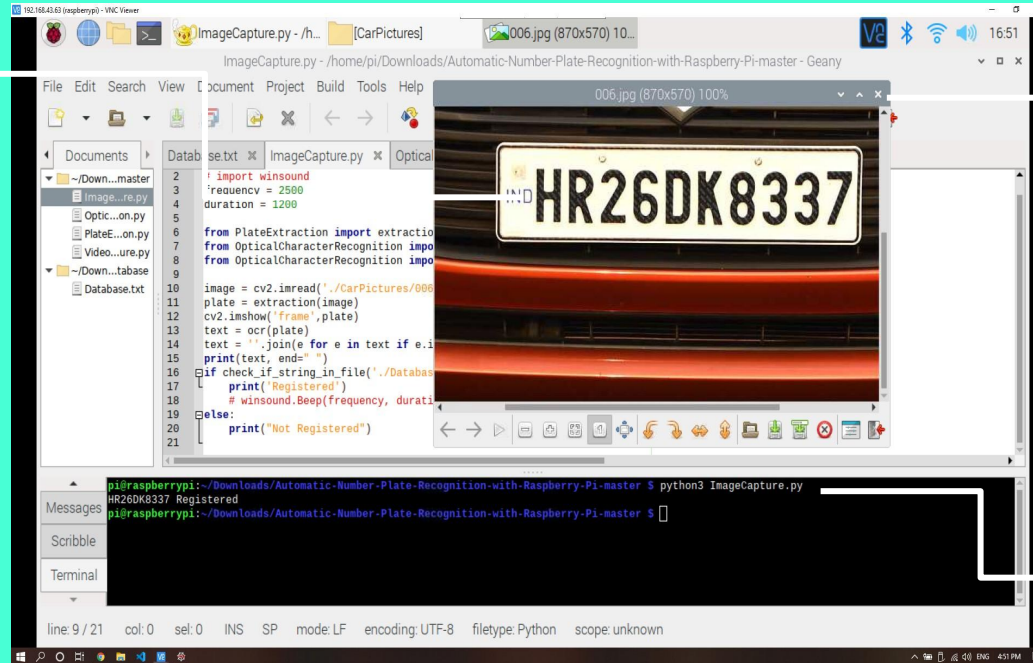 192.168.43.63 (raspberrypi) - VNC Viewer
ImageCapture.py - /h... [CarPictures] 006.jpg (870x570) 10... 16:51
ImageCapture.py - /home/pi/Downloads/Automatic-Number-Plate-Recognition-with-Raspberry-Pi-master - Geany
File Edit Search View Document Project Build Tools Help
006.jpg (870x570) 100%
Documents
~/Down...master
Image...re.py
Optic...on.py
PlateE...on.py
Video...ure.py
~/Down...tabase
Database.txt
ImageCapture.py Optical
2 import winsound
3 frequency = 2500
4 duration = 1200
5
6 from PlateExtraction import extractio
7 from OpticalCharacterRecognition impo
8 from OpticalCharacterRecognition impo
9
10 image = cv2.imread('./CarPictures/006
11 plate = extraction(image)
12 cv2.imshow('frame',plate)
13 text = ocr(plate)
14 text = ''.join(e for e in text if e.i
15 print(text, end=" ")
16 if check_if_string_in_file('./Databas
17 print('Registered')
18 # winsound.Beep(frequency, durati
19 else:
20 print("Not Registered")
21
IND HR26DK8337
Messages
Scribble
Terminal
pi@raspberrypi:~/Downloads/Automatic-Number-Plate-Recognition-with-Raspberry-Pi-master $ python3 ImageCapture.py
HR26DK8337 Registered
pi@raspberrypi:~/Downloads/Automatic-Number-Plate-Recognition-with-Raspberry-Pi-master $
line: 9 / 21 col: 0 sel: 0 INS SP mode: LF encoding: UTF-8 filetype: Python scope: unknown
ENG 4:51 PM